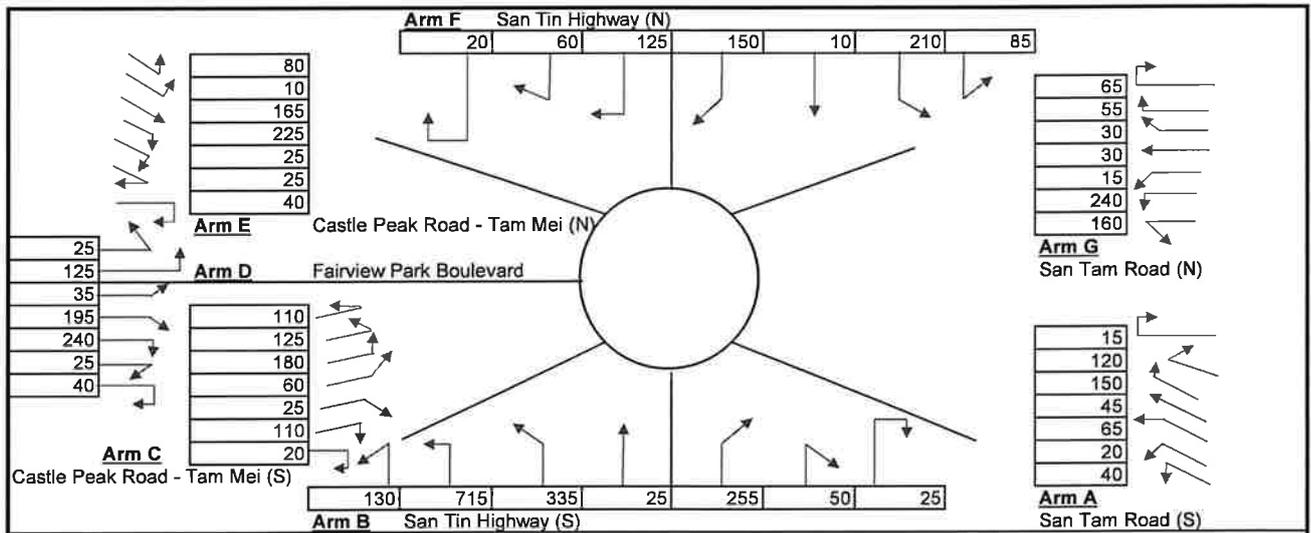 Arm F San Tin Highway (N)
20 60 125 150 10 210 85
80
10
165
225
25
25
40
Arm E Castle Peak Road - Tam Mei (N)
65
55
30
30
15
240
160
Arm G
San Tam Road (N)
25
125
35
195
240
25
40
Arm D Fairview Park Boulevard
110
125
180
60
25
110
20
Arm C
Castle Peak Road - Tam Mei (S)
15
120
150
45
65
20
40
Arm A
San Tam Road (S)
130 715 335 25 255 50 25
Arm B San Tin Highway (S)